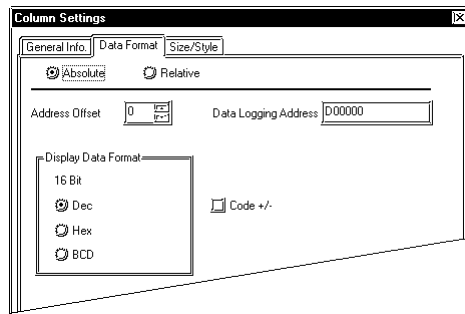 Column Settings
General Info. Data Format Size/Style
Absolute Relative
Address Offset 0 Data Logging Address D00000
Display Data Format
16 Bit
Dec Code +/-
Hex
BCD